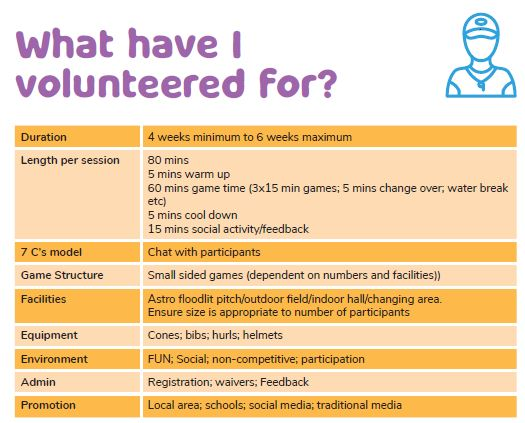 What have I
volunteered for?
Duration 4 weeks minimum to 6 weeks maximum
Length per session 80 mins
5 mins warm up
60 mins game time (3x15 min games; 5 mins change over; water break
etc)
5 mins cool down
15 mins social activity/feedback
7 C's model Chat with participants
Game Structure Small sided games (dependent on numbers and facilities))
Facilities Astro floodlit pitch/outdoor field/indoor hall/changing area.
Ensure size is appropriate to number of participants
Equipment Cones; bibs; hurls; helmets
Environment FUN; Social; non-competitive; participation
Admin Registration; waivers; Feedback
Promotion Local area; schools; social media; traditional media